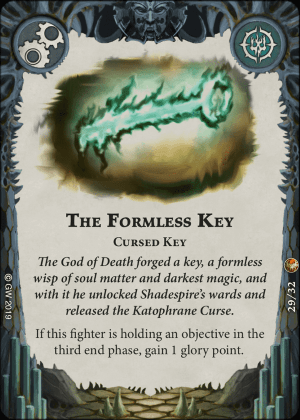 The Formless Key
Cursed Key
The God of Death forged a key, a formless
wisp of soul matter and darkest magic, and
with it he unlocked Shadespire's wards and
released the Katophrane Curse.
If this fighter is holding an objective in the
third end phase, gain 1 glory point.
© GW 2019
29/32